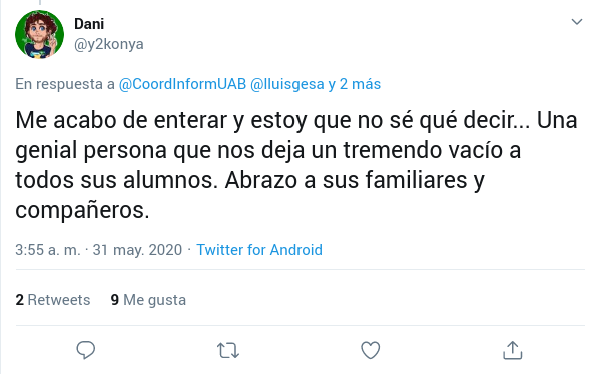 Dani
@y2konya
En respuesta a @CoordInformUAB @lluisgesa y 2 más
Me acabo de enterar y estoy que no sé qué decir... Una
genial persona que nos deja un tremendo vacío a
todos sus alumnos. Abrazo a sus familiares y
compañeros.
3:55 a. m. · 31 may. 2020 · Twitter for Android
2 Retweets 9 Me gusta